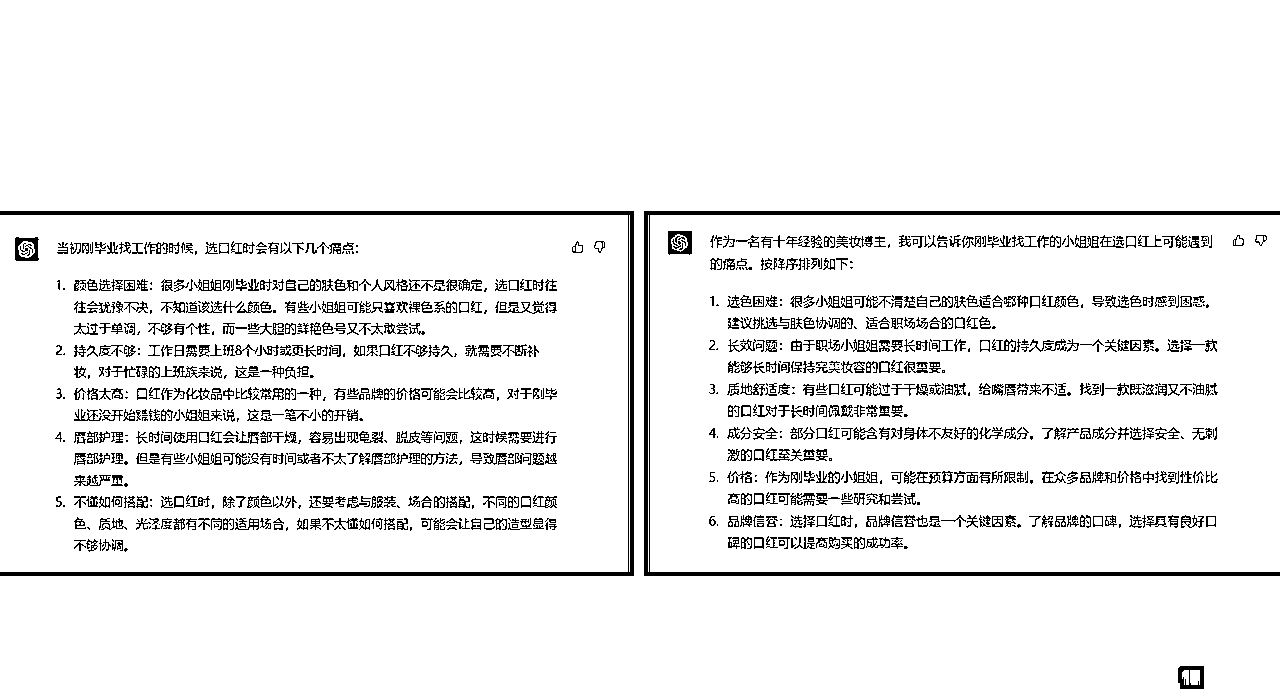 当初刚毕业找工作的时候，选口红时会有以下几个痛点：
1. 颜色选择困难：很多小姐姐刚毕业时对自己的肤色和个人风格还不是很确定，选口红时往
往会犹豫不决，不知道该选什么颜色。有些小姐姐可能只喜欢裸色系的口红，但是又觉得
太过于单调，不够有个性，而一些大胆的鲜艳色号又不太敢尝试。
2. 持久度不够：工作日需要上班8个小时或更长时间，如果口红不够持久，就需要不断补
妆，对于忙碌的上班族来说，这是一种负担。
3. 价格太高：口红作为化妆品中比较常用的一种，有些品牌的价格可能会比较高，对于刚毕
业还没开始赚钱的小姐姐来说，这是一笔不小的开销。
4. 唇部护理：长时间使用口红会让唇部干燥，容易出现龟裂、脱皮等问题，这时候需要进行
唇部护理。但是有些小姐姐可能没有时间或者不太了解唇部护理的方法，导致唇部问题越
来越严重。
5. 不懂如何搭配：选口红时，除了颜色以外，还要考虑与服装、场合的搭配，不同的口红颜
色、质地、光泽度都有不同的适用场合，如果不太懂如何搭配，可能会让自己的造型显得
不够协调。
作为一名有十年经验的美妆博主，我可以告诉你刚毕业找工作的小姐姐在选口红上可能遇到
的痛点。按降序排列如下：
1. 选色困难：很多小姐姐可能不清楚自己的肤色适合哪种口红颜色，导致选色时感到困惑。
建议挑选与肤色协调的、适合职场场合的口红色。
2. 长效问题：由于职场小姐姐需要长时间工作，口红的持久度成为一个关键因素。选择一款
能够长时间保持完美妆容的口红很重要。
3. 质地舒适度：有些口红可能过于干燥或油腻，给嘴唇带来不适。找到一款既滋润又不油腻
的口红对于长时间佩戴非常重要。
4. 成分安全：部分口红可能含有对身体不友好的化学成分。了解产品成分并选择安全、无刺
激的口红至关重要。
5. 价格：作为刚毕业的小姐姐，可能在预算方面有所限制。在众多品牌和价格中找到性价比
高的口红可能需要一些研究和尝试。
6. 品牌信誉：选择口红时，品牌信誉也是一个关键因素。了解品牌的口碑，选择具有良好口
碑的口红可以提高购买的成功率。